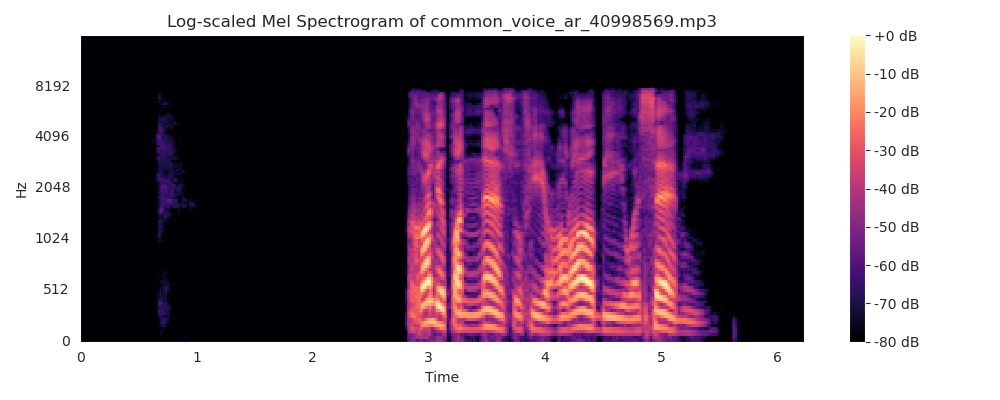 Log-scaled Mel Spectrogram of common_voice_ar_40998569.mp3
8192
4096
2048
1024
512
0
Hz
0 1 2 3 4 5 6
Time
+0 dB
-10 dB
-20 dB
-30 dB
-40 dB
-50 dB
-60 dB
-70 dB
-80 dB